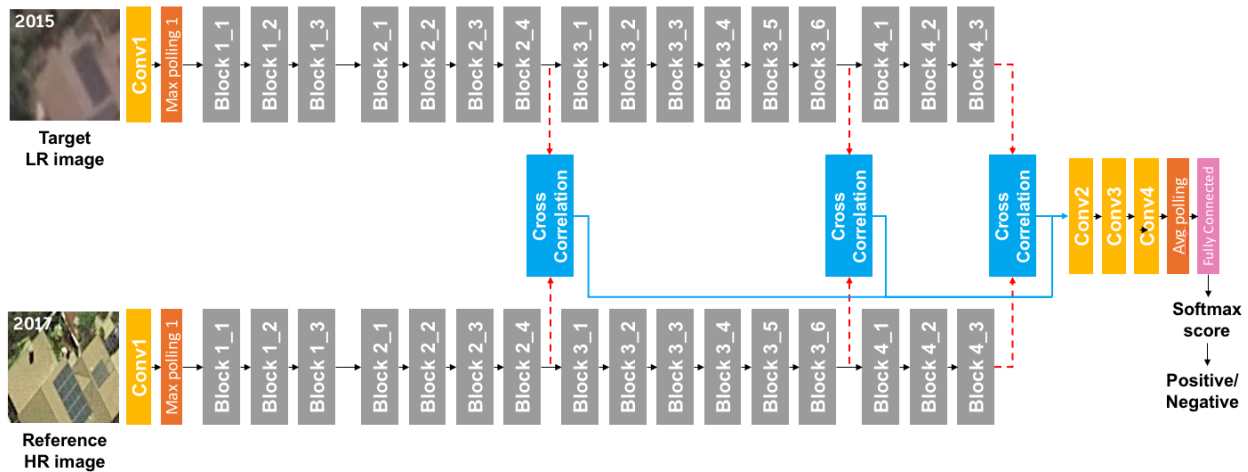 2015
Conv1
Max polling 1
Block 1_1
Block 1_2
Block 1_3
Block 2_1
Block 2_2
Block 2_3
Block 2_4
Block 3_1
Block 3_2
Block 3_3
Block 3_4
Block 3_5
Block 3_6
Block 4_1
Block 4_2
Block 4_3
Target
LR image
Cross
Correlation
Cross
Correlation
Cross
Correlation
Conv2
Conv3
Conv4
Avg polling
Fully Connected
Softmax
score
Positive/
Negative
2017
Conv1
Max polling 1
Block 1_1
Block 1_2
Block 1_3
Block 2_1
Block 2_2
Block 2_3
Block 2_4
Block 3_1
Block 3_2
Block 3_3
Block 3_4
Block 3_5
Block 3_6
Block 4_1
Block 4_2
Block 4_3
Reference
HR image